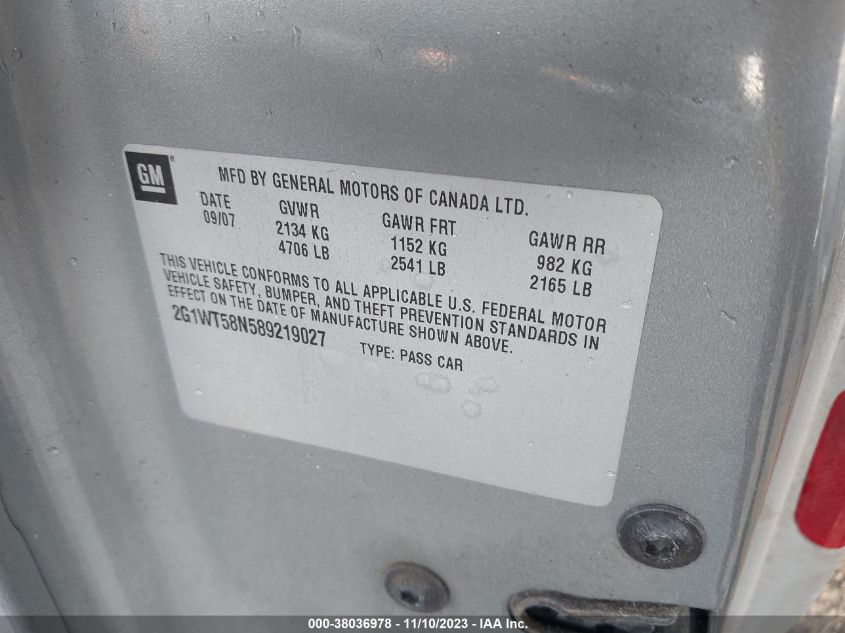 GM
MFD BY GENERAL MOTORS OF CANADA LTD.
DATE GVWR GAWR FRT GAWR RR
09/07 2134 KG 1152 KG 982 KG
4706 LB 2541 LB 2165 LB
THIS VEHICLE CONFORMS TO ALL APPLICABLE U.S. FEDERAL MOTOR
VEHICLE SAFETY, BUMPER, AND THEFT PREVENTION STANDARDS IN
EFFECT ON THE DATE OF MANUFACTURE SHOWN ABOVE.
2G1WT58N589219027 TYPE: PASS CAR
000-38036978 - 11/10/2023 - IAA Inc.